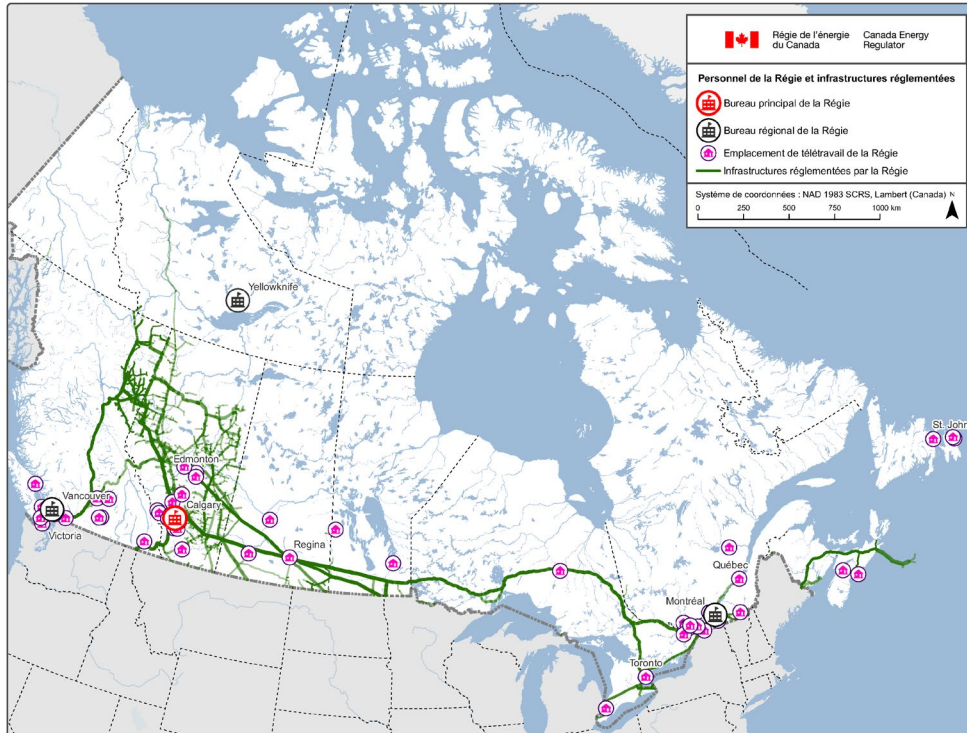 Régie de l'énergie
du Canada
Canada Energy
Regulator
Personnel de la Régie et infrastructures réglementées
Bureau principal de la Régie
Bureau régional de la Régie
Emplacement de télétravail de la Régie
Infrastructures réglementées par la Régie
Système de coordonnées : NAD 1983 SCRS, Lambert (Canada)
N
0 250 500 1000 km
Yellowknife
St. John
Edmonton
Vancouver
Calgary
Victoria
Regina
Québec
Montréal
Toronto